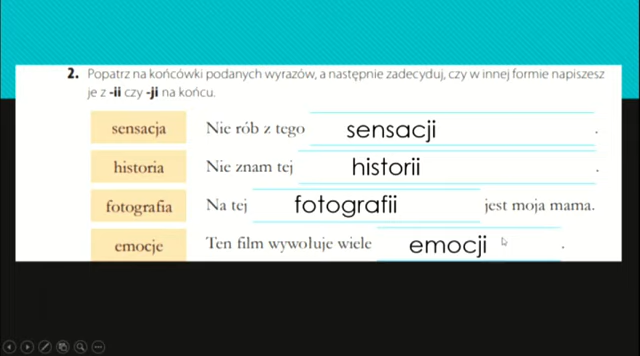 2. Popatrz na końcówki podanych wyrazów, a następnie zadecyduj, czy w innej formie napiszesz
je z -ii czy -ji na końcu.
sensacja Nie rób z tego sensacji .
historia Nie znam tej historii .
fotografia Na tej fotografii jest moja mama.
emocje Ten film wywołuje wiele emocji .